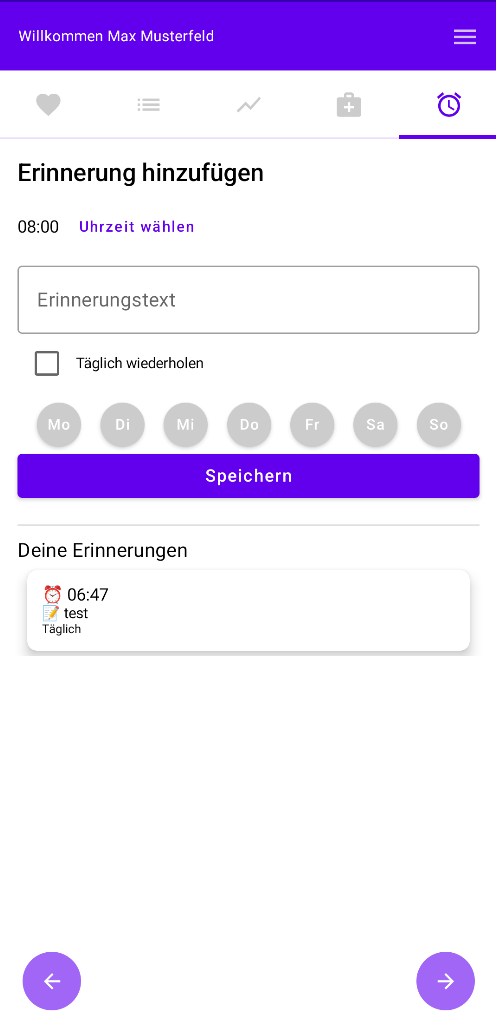 Willkommen Max Musterfeld
Erinnerung hinzufügen
08:00 Uhrzeit wählen
Erinnerungstext
Täglich wiederholen
Mo Di Mi Do Fr Sa So
Speichern
Deine Erinnerungen
⏰ 06:47
📝 test
Täglich